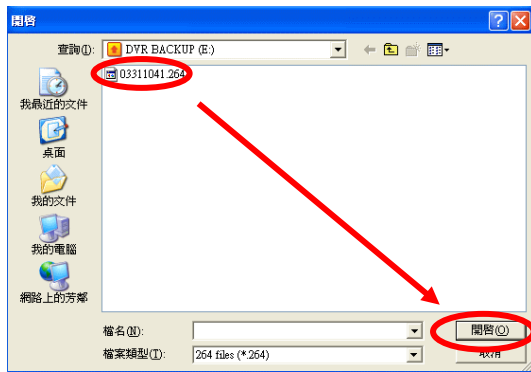 開啓
查詢(I): DVR BACKUP (E:)
03311041.264
我最近的文件
桌面
我的文件
我的電腦
網路上的芳鄰
檔名(N): 開啓(O)
檔案類型(T): 264 files (*.264) 取消